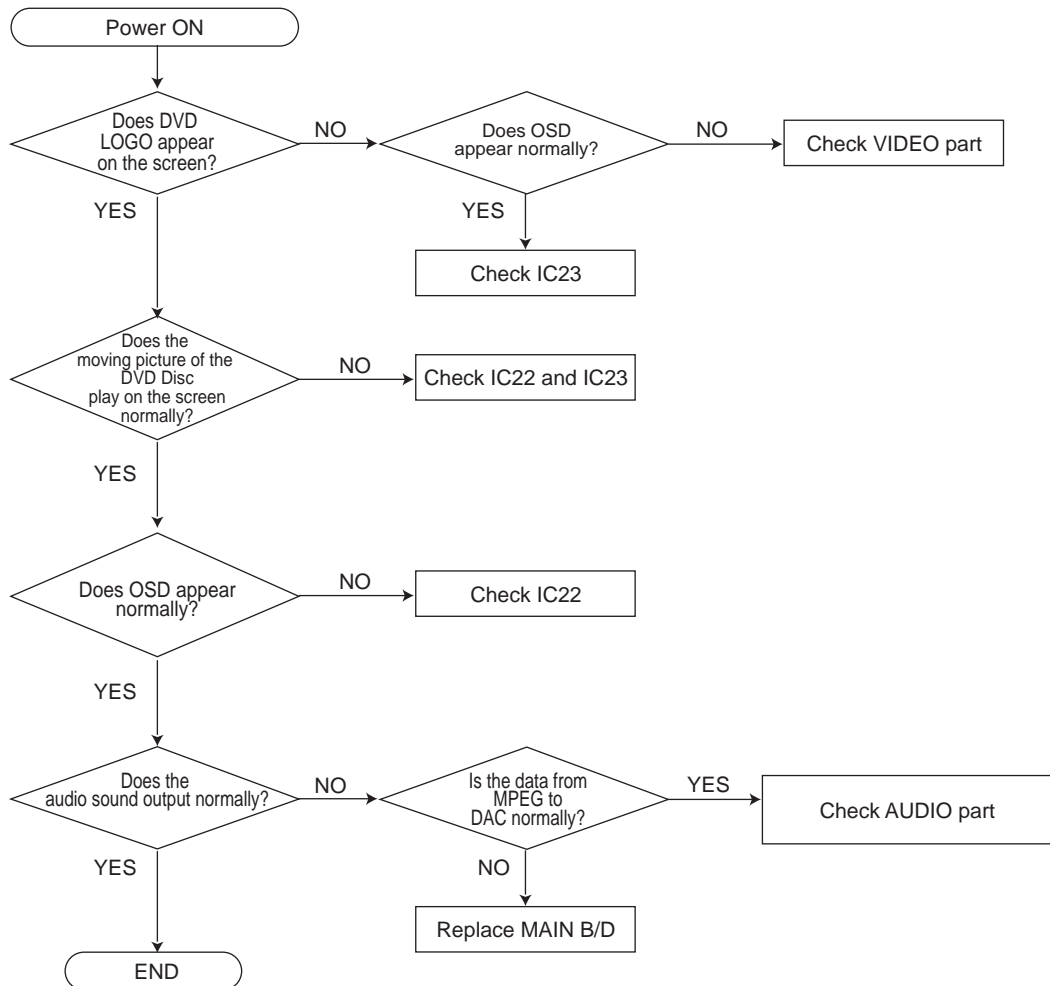 Power ON
Does DVD
LOGO appear
on the screen?
NO
Does OSD
appear normally?
NO
Check VIDEO part
YES
YES
Check IC23
Does the
moving picture of the
DVD Disc
play on the screen
normally?
NO
Check IC22 and IC23
YES
Does OSD appear
normally?
NO
Check IC22
YES
Does the
audio sound output normally?
NO
Is the data from
MPEG to
DAC normally?
YES
Check AUDIO part
YES
NO
Replace MAIN B/D
END